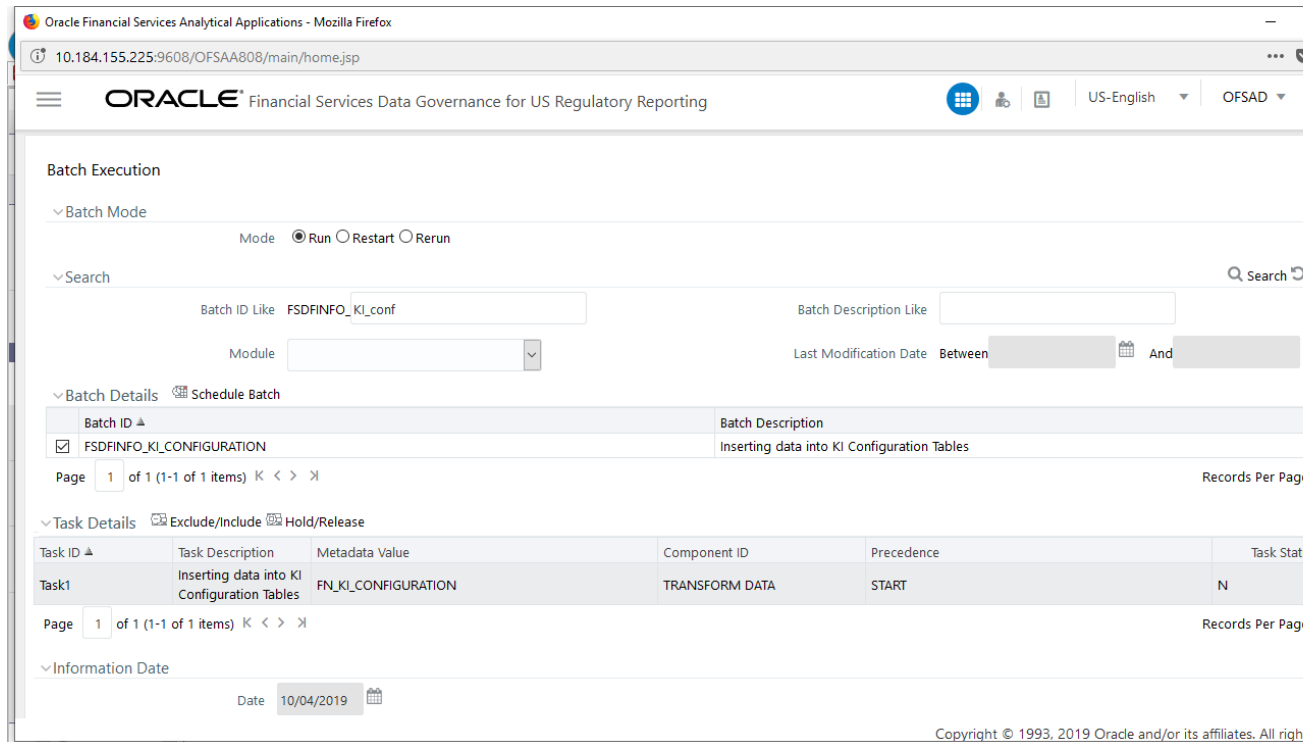 Oracle Financial Services Analytical Applications - Mozilla Firefox
10.184.155.225:9608/OFSAA808/main/home.jsp
ORACLE® Financial Services Data Governance for US Regulatory Reporting US-English OFSAD
Batch Execution
Batch Mode
Mode Run Restart Rerun
Search Search
Batch ID Like FSDFINFO_ KI_conf Batch Description Like
Module Last Modification Date Between And
Batch Details Schedule Batch
Batch ID Batch Description
FSDFINFO_KI_CONFIGURATION Inserting data into KI Configuration Tables
Page 1 of 1 (1-1 of 1 items) Records Per Page
Task Details Exclude/Include Hold/Release
Task ID Task Description Metadata Value Component ID Precedence Task Stat
Task1 Inserting data into KI Configuration Tables FN_KI_CONFIGURATION TRANSFORM DATA START N
Page 1 of 1 (1-1 of 1 items) Records Per Page
Information Date
Date 10/04/2019
Copyright © 1993, 2019 Oracle and/or its affiliates. All righ